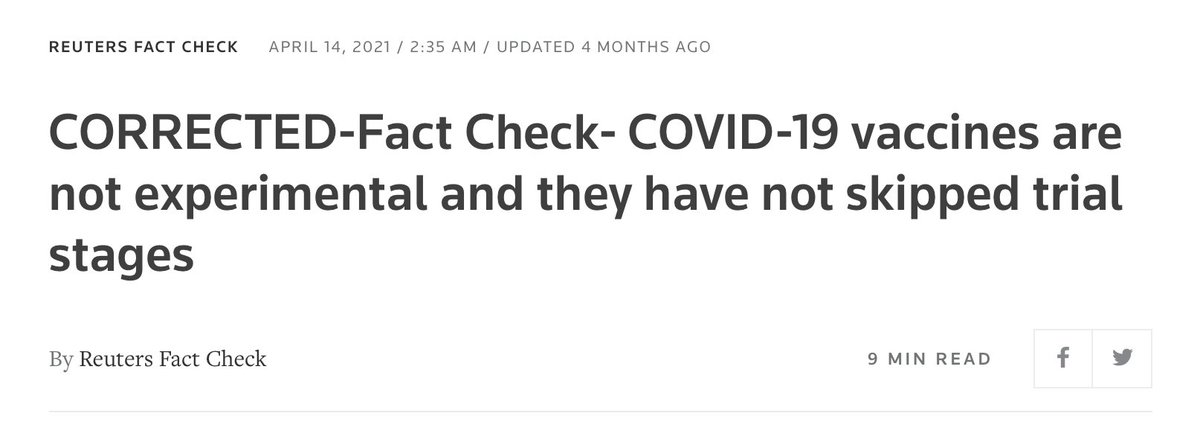 REUTERS FACT CHECK APRIL 14, 2021 / 2:35 AM / UPDATED 4 MONTHS AGO
CORRECTED-Fact Check- COVID-19 vaccines are
not experimental and they have not skipped trial
stages
By Reuters Fact Check 9 MIN READ